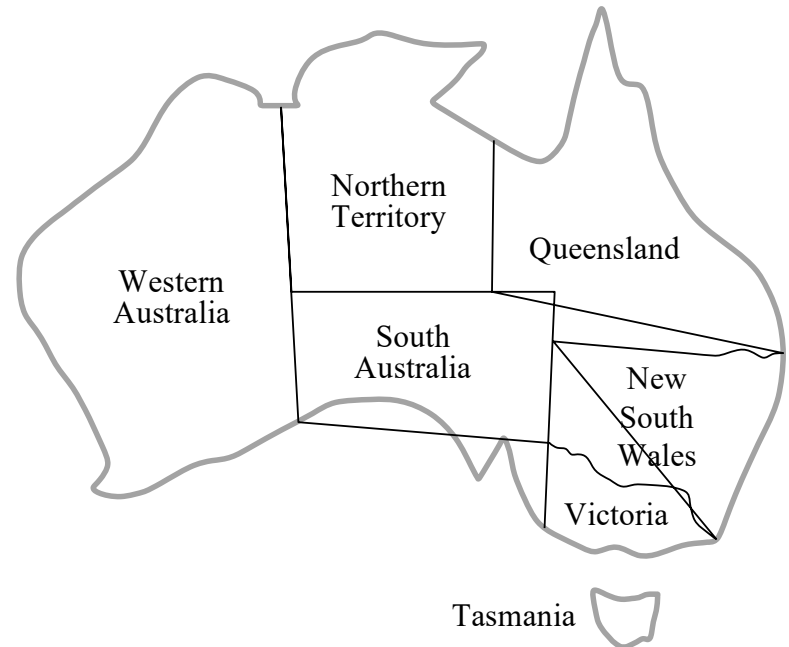 Northern
Territory
Queensland
Western
Australia
South
Australia
New
South
Wales
Victoria
Tasmania